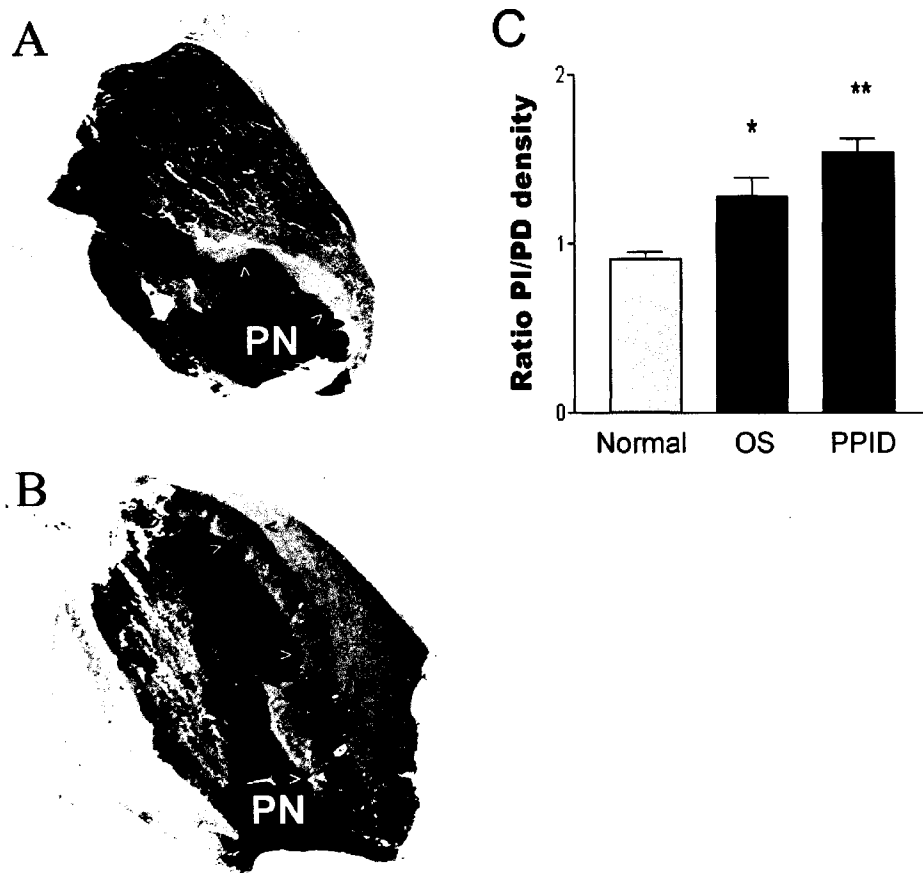 A
PN
B
PN
C
Ratio PI/PD density
2
1
0
*
**
Normal OS PPID